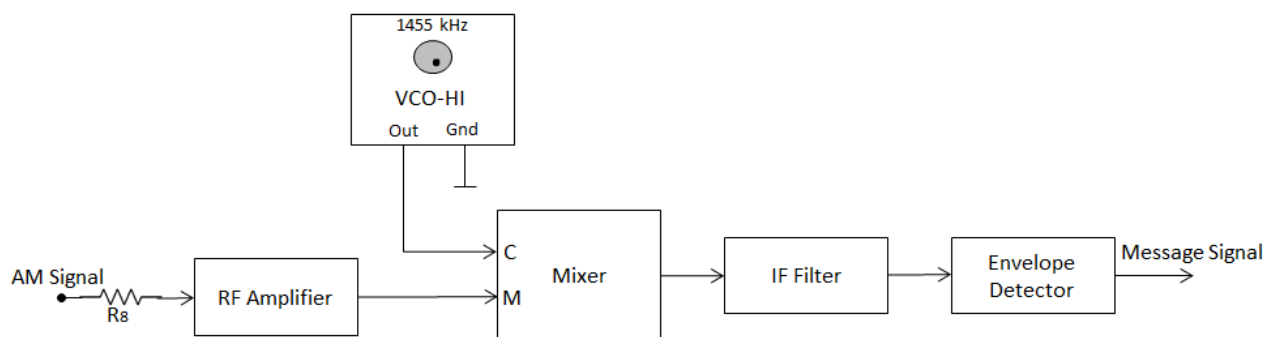 1455 kHz
VCO-HI
Out Gnd
AM Signal
R8
RF Amplifier
C
M
Mixer
IF Filter
Envelope
Detector
Message Signal